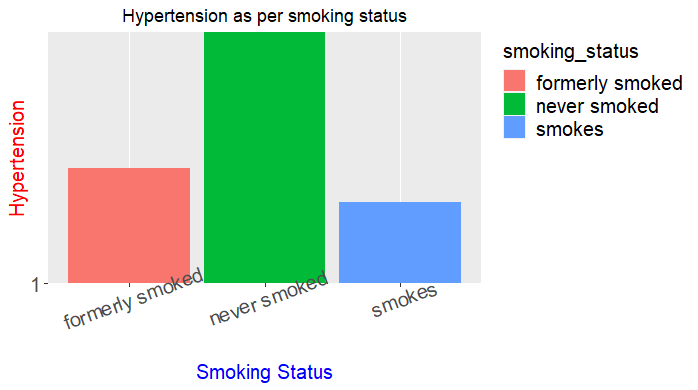 Hypertension as per smoking status
Hypertension
1
formerly smoked
never smoked
smokes
Smoking Status
smoking_status
formerly smoked
never smoked
smokes